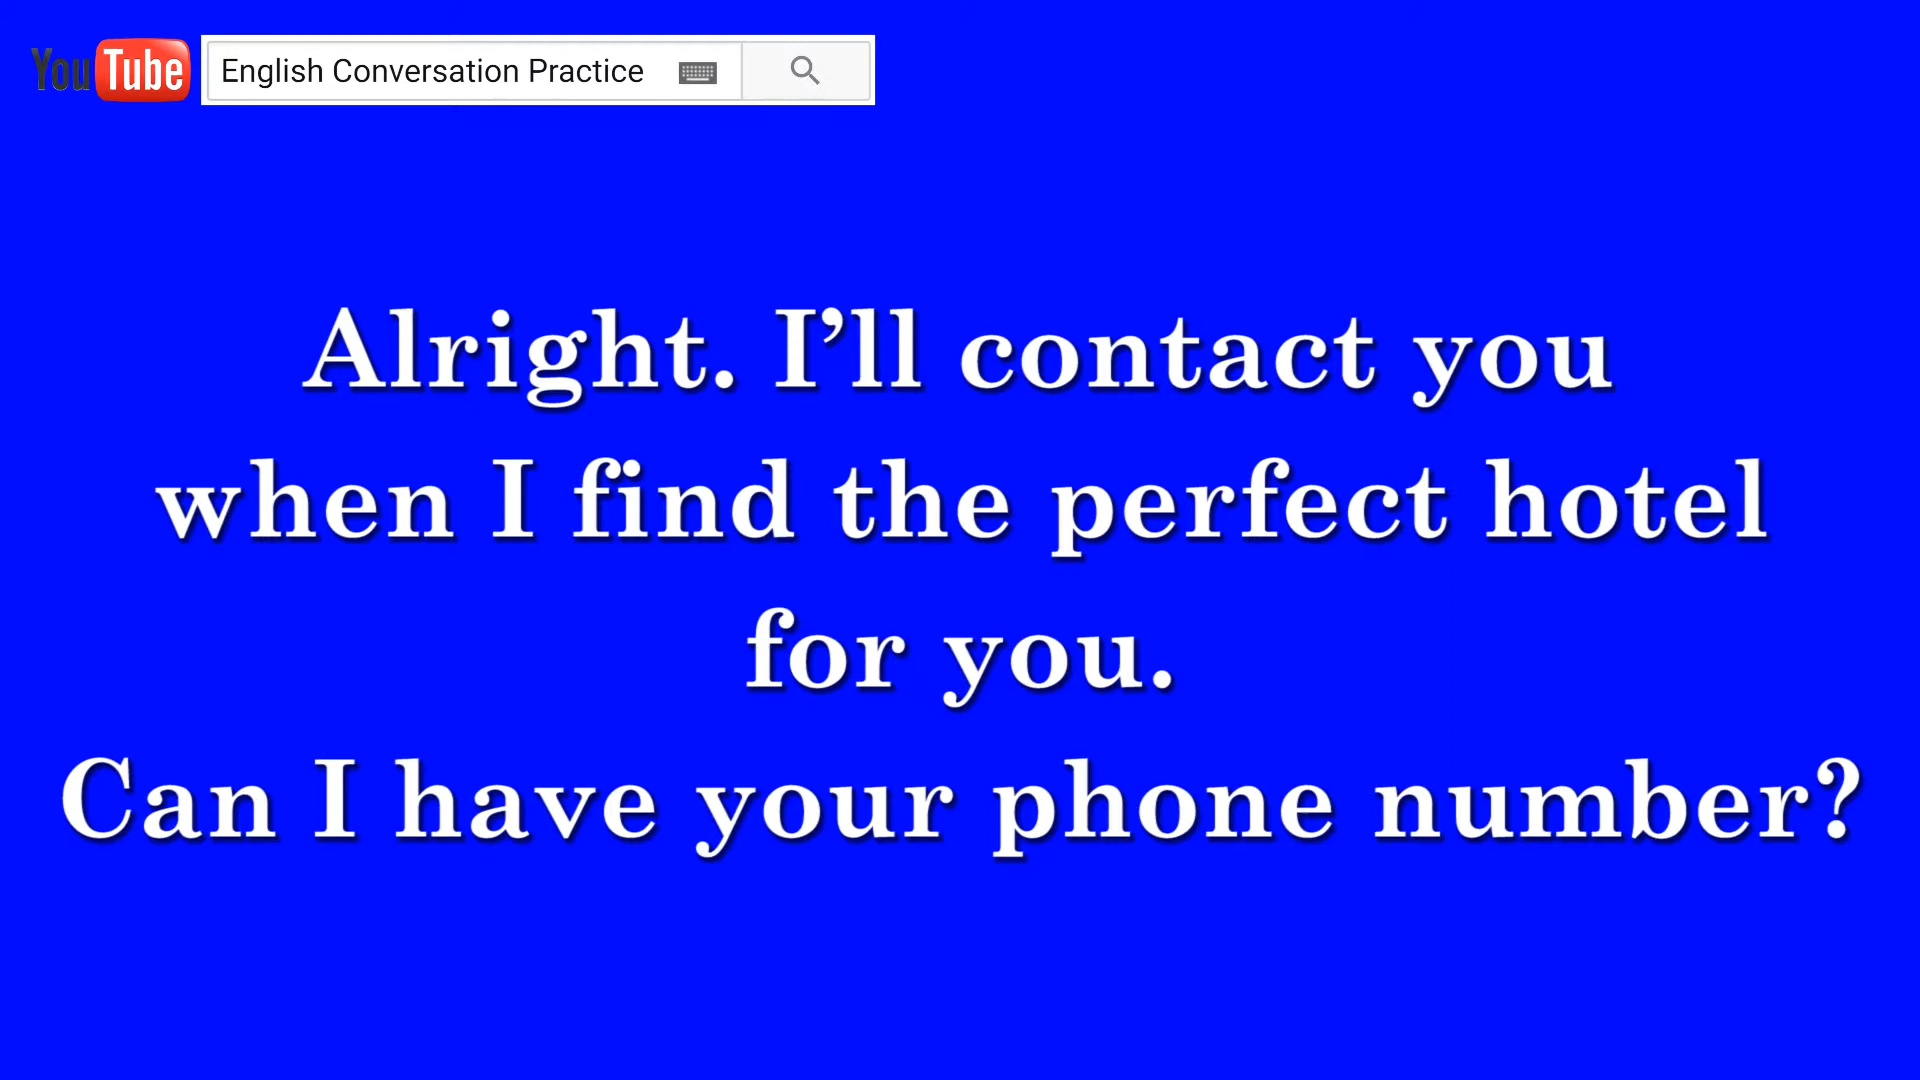 YouTube English Conversation Practice
Alright. I’ll contact you
when I find the perfect hotel
for you.
Can I have your phone number?